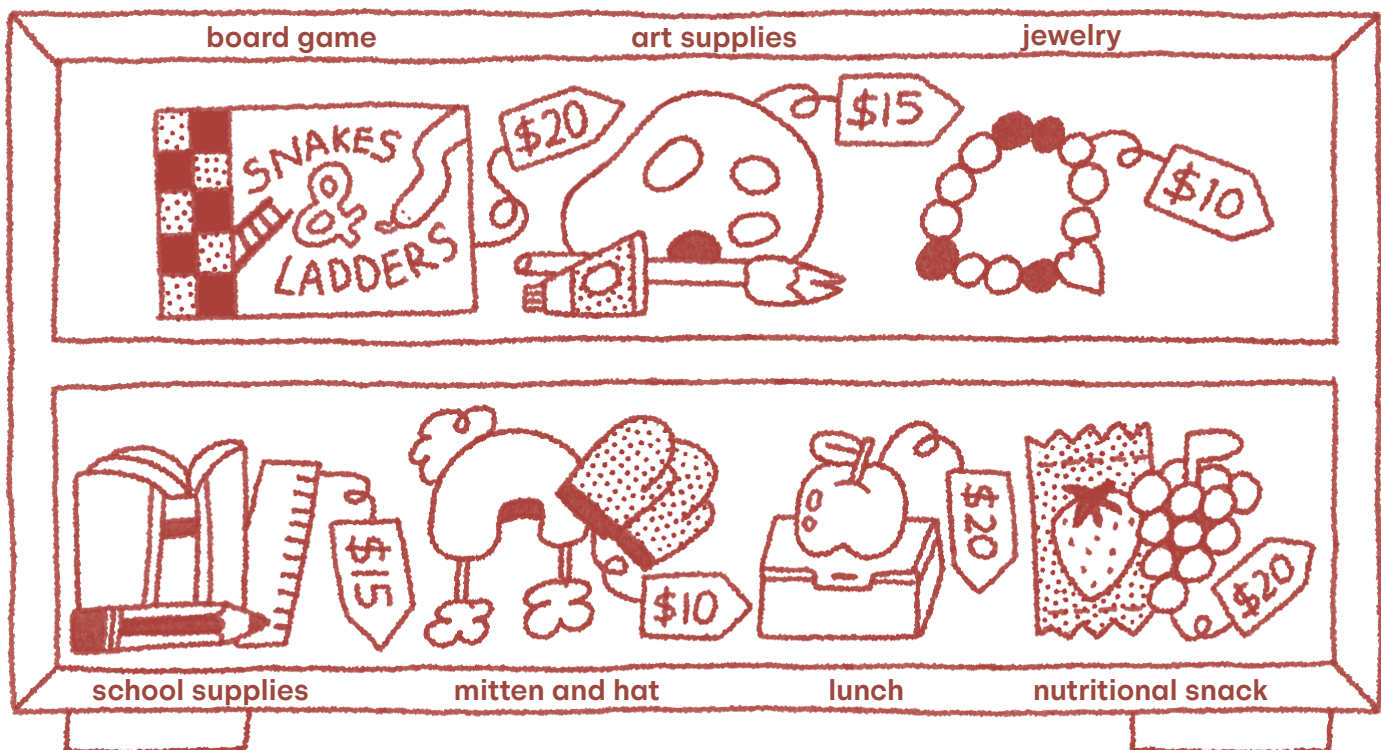 board game
art supplies
jewelry
$20
$15
SNAKES
&
LADDERS
$10
$15
$10
$20
$20
school supplies
mitten and hat
lunch
nutritional snack